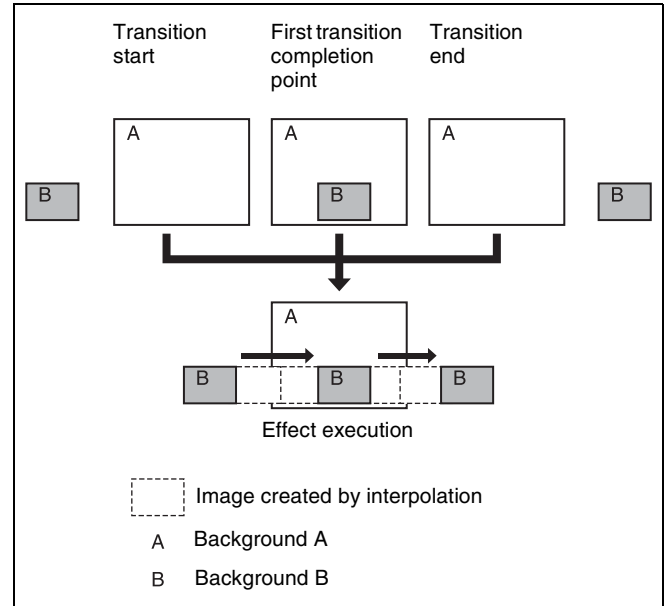 Transition start
First transition completion point
Transition end
A
A
A
B
B
B
A
B
B
B
Effect execution
Image created by interpolation
A Background A
B Background B